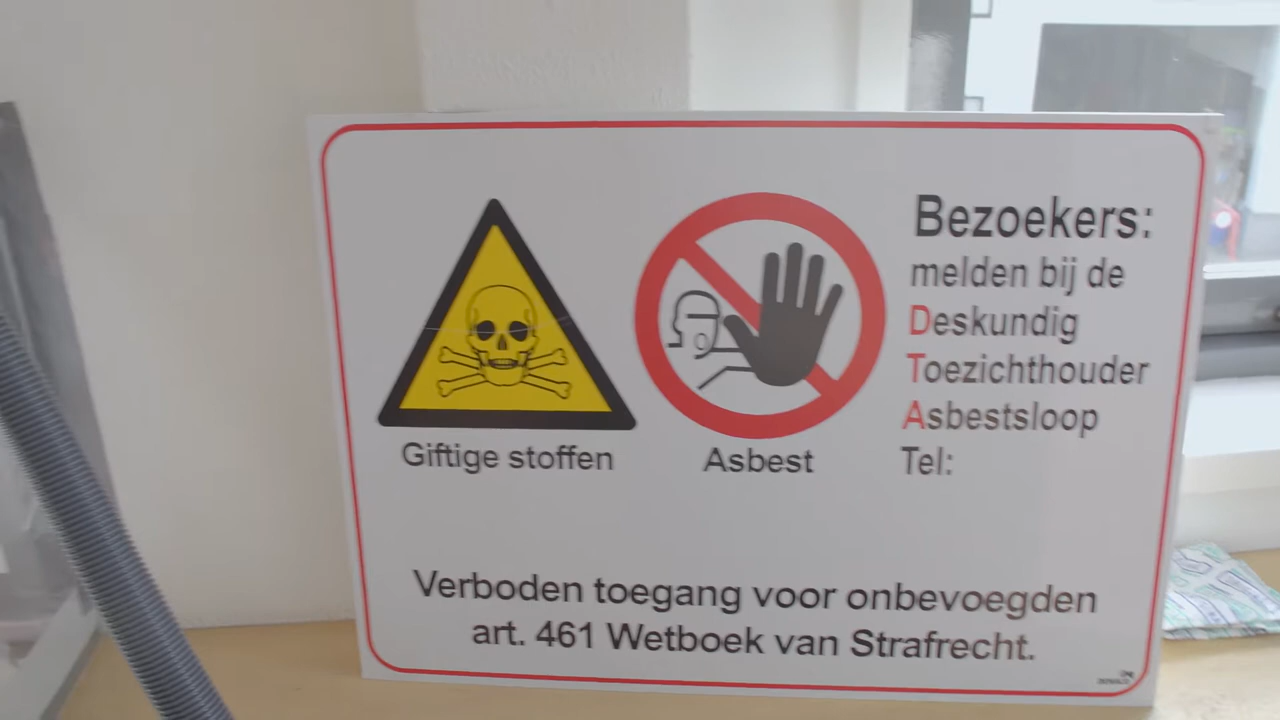 Bezoekers:
melden bij de
Deskundig
Toezichthouder
Asbestsloop
Tel:
Giftige stoffen
Asbest
Verboden toegang voor onbevoegden
art. 461 Wetboek van Strafrecht.